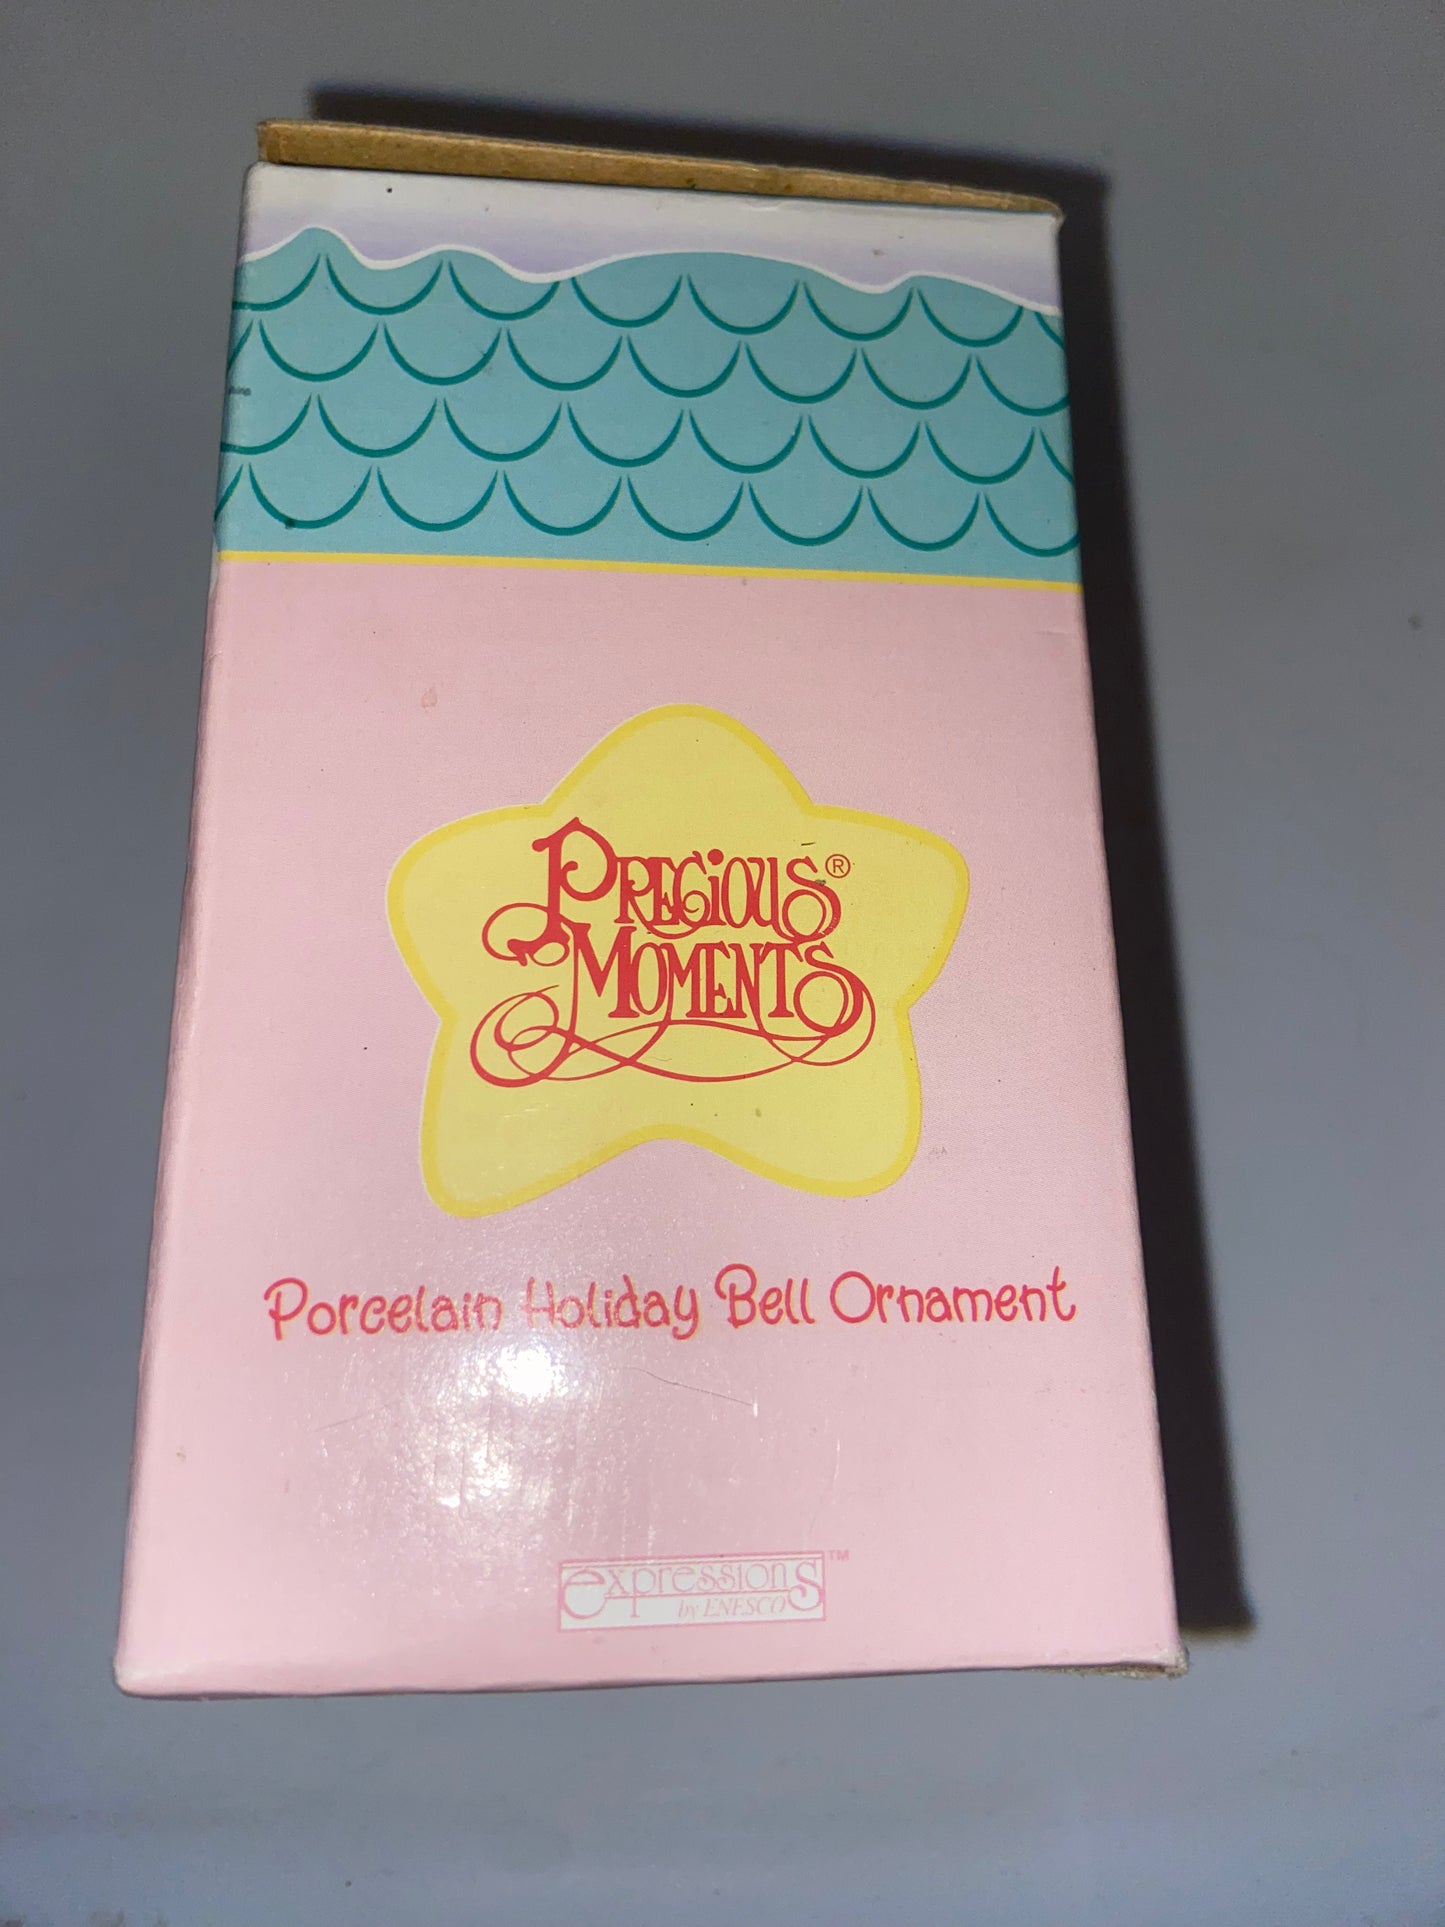 PRECiOUS®
MOMENTS
Porcelain Holiday Bell Ornament
expressions™
by ENESCO